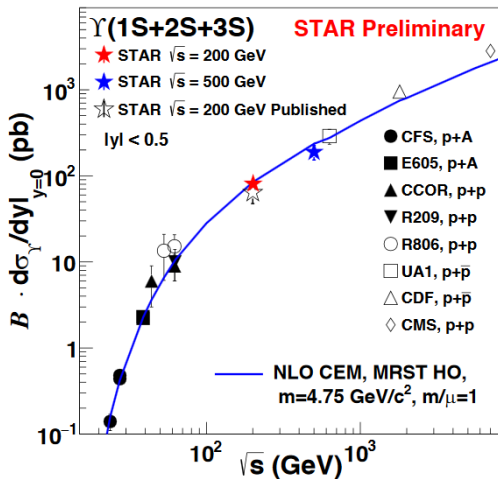 ϒ(1S+2S+3S)
STAR Preliminary
STAR √s = 200 GeV
STAR √s = 500 GeV
STAR √s = 200 GeV Published
|y| < 0.5
CFS, p+A
E605, p+A
CCOR, p+p
R209, p+p
R806, p+p
UA1, p+p̅
CDF, p+p̅
CMS, p+p
NLO CEM, MRST HO,
m=4.75 GeV/c², m/μ=1
B · dσϒ/dy|y=0 (pb)
10³
10²
10
1
10⁻¹
10²
10³
√s (GeV)